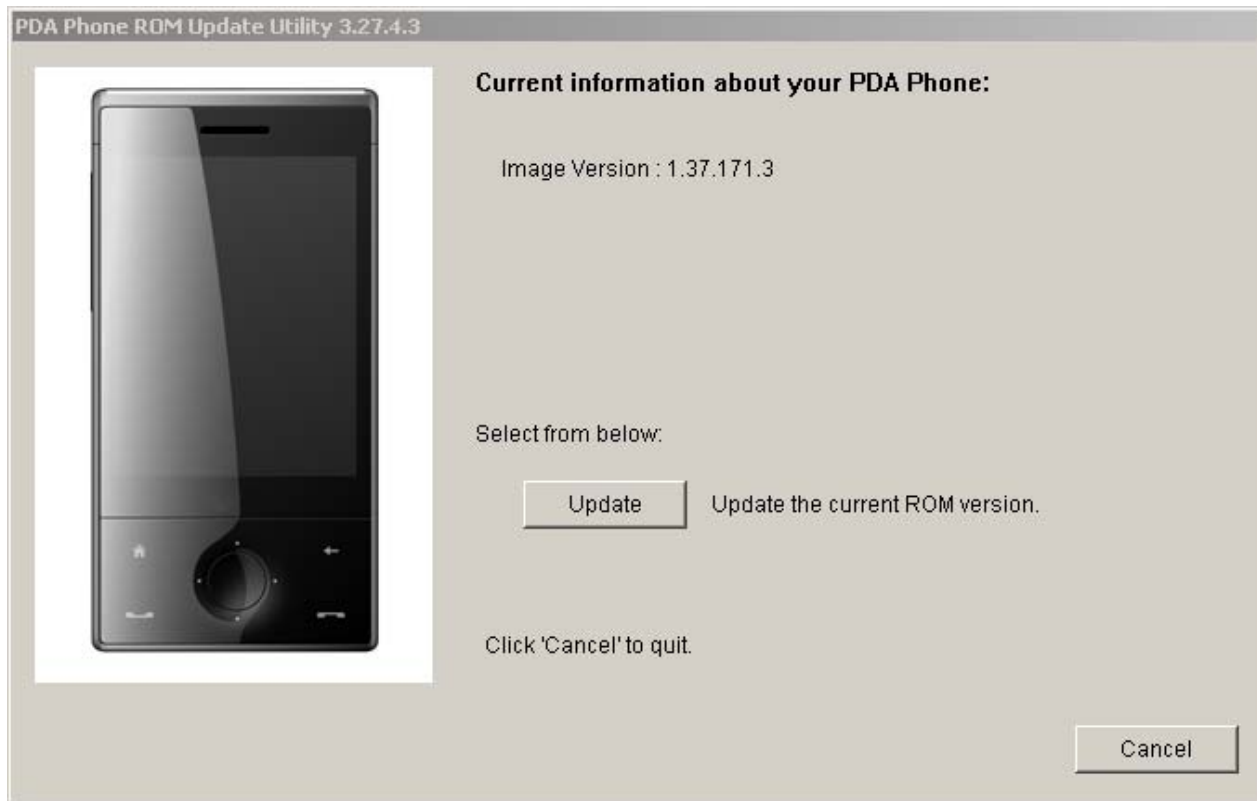 PDA Phone ROM Update Utility 3.27.4.3
Current information about your PDA Phone:
Image Version : 1.37.171.3
Select from below:
Update
Update the current ROM version.
Click 'Cancel' to quit.
Cancel